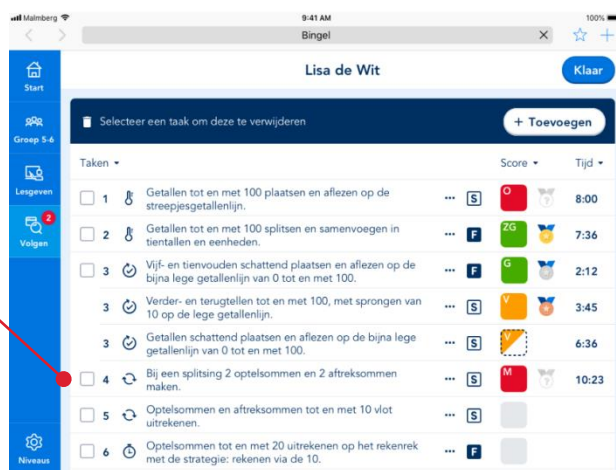 Malmberg 9:41 AM 100%
Bingel
Start
Groep 5-6
Lesgeven
2
Volgen
Niveaus
Lisa de Wit
Klaar
Selecteer een taak om deze te verwijderen
+ Toevoegen
Taken Score Tijd
1 Getallen tot en met 100 plaatsen en aflezen op de
streepjesgetallenlijn.
S O ? 8:00
2 Getallen tot en met 100 splitsen en samenvoegen in
tientallen en eenheden.
F ZG 7:36
3 Vijf- en tienvouden schattend plaatsen en aflezen op de
bijna lege getallenlijn van 0 tot en met 100.
F G 2:12
3 Verder- en terugtellen tot en met 100, met sprongen van
10 op de lege getallenlijn.
S V 3:45
3 Getallen schattend plaatsen en aflezen op de bijna lege
getallenlijn van 0 tot en met 100.
S V 6:36
4 Bij een splitsing 2 optelsommen en 2 aftreksommen
maken.
S M ? 10:23
5 Optelsommen en aftreksommen tot en met 10 vlot
uitrekenen.
S
6 Optelsommen tot en met 20 uitrekenen op het rekenrek
met de strategie: rekenen via de 10.
F